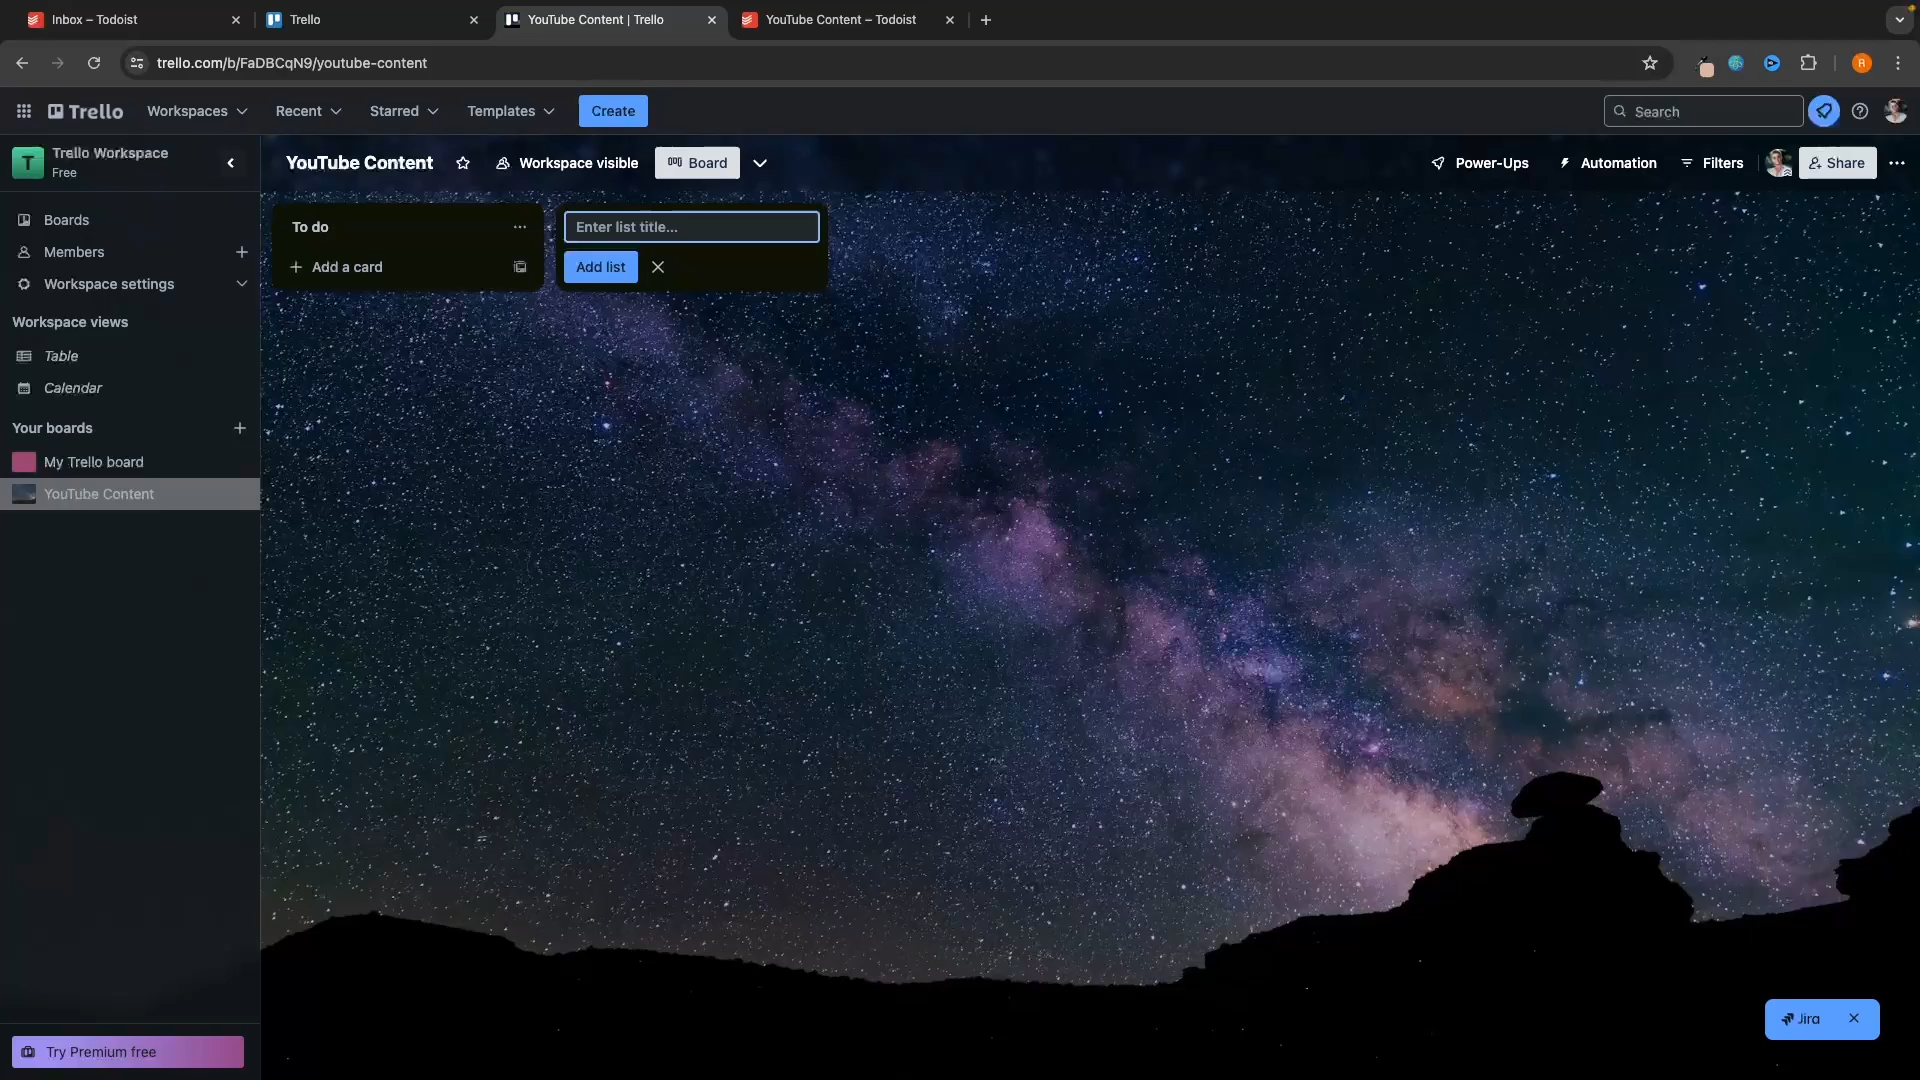 Inbox – Todoist
Trello
YouTube Content | Trello
YouTube Content – Todoist
trello.com/b/FaDBCqN9/youtube-content
R
Trello
Workspaces
Recent
Starred
Templates
Create
Search
T
Trello Workspace
Free
YouTube Content
Workspace visible
Board
Power-Ups
Automation
Filters
Share
Boards
Members
Workspace settings
Workspace views
Table
Calendar
Your boards
My Trello board
YouTube Content
To do
Add a card
Enter list title...
Add list
Jira
Try Premium free